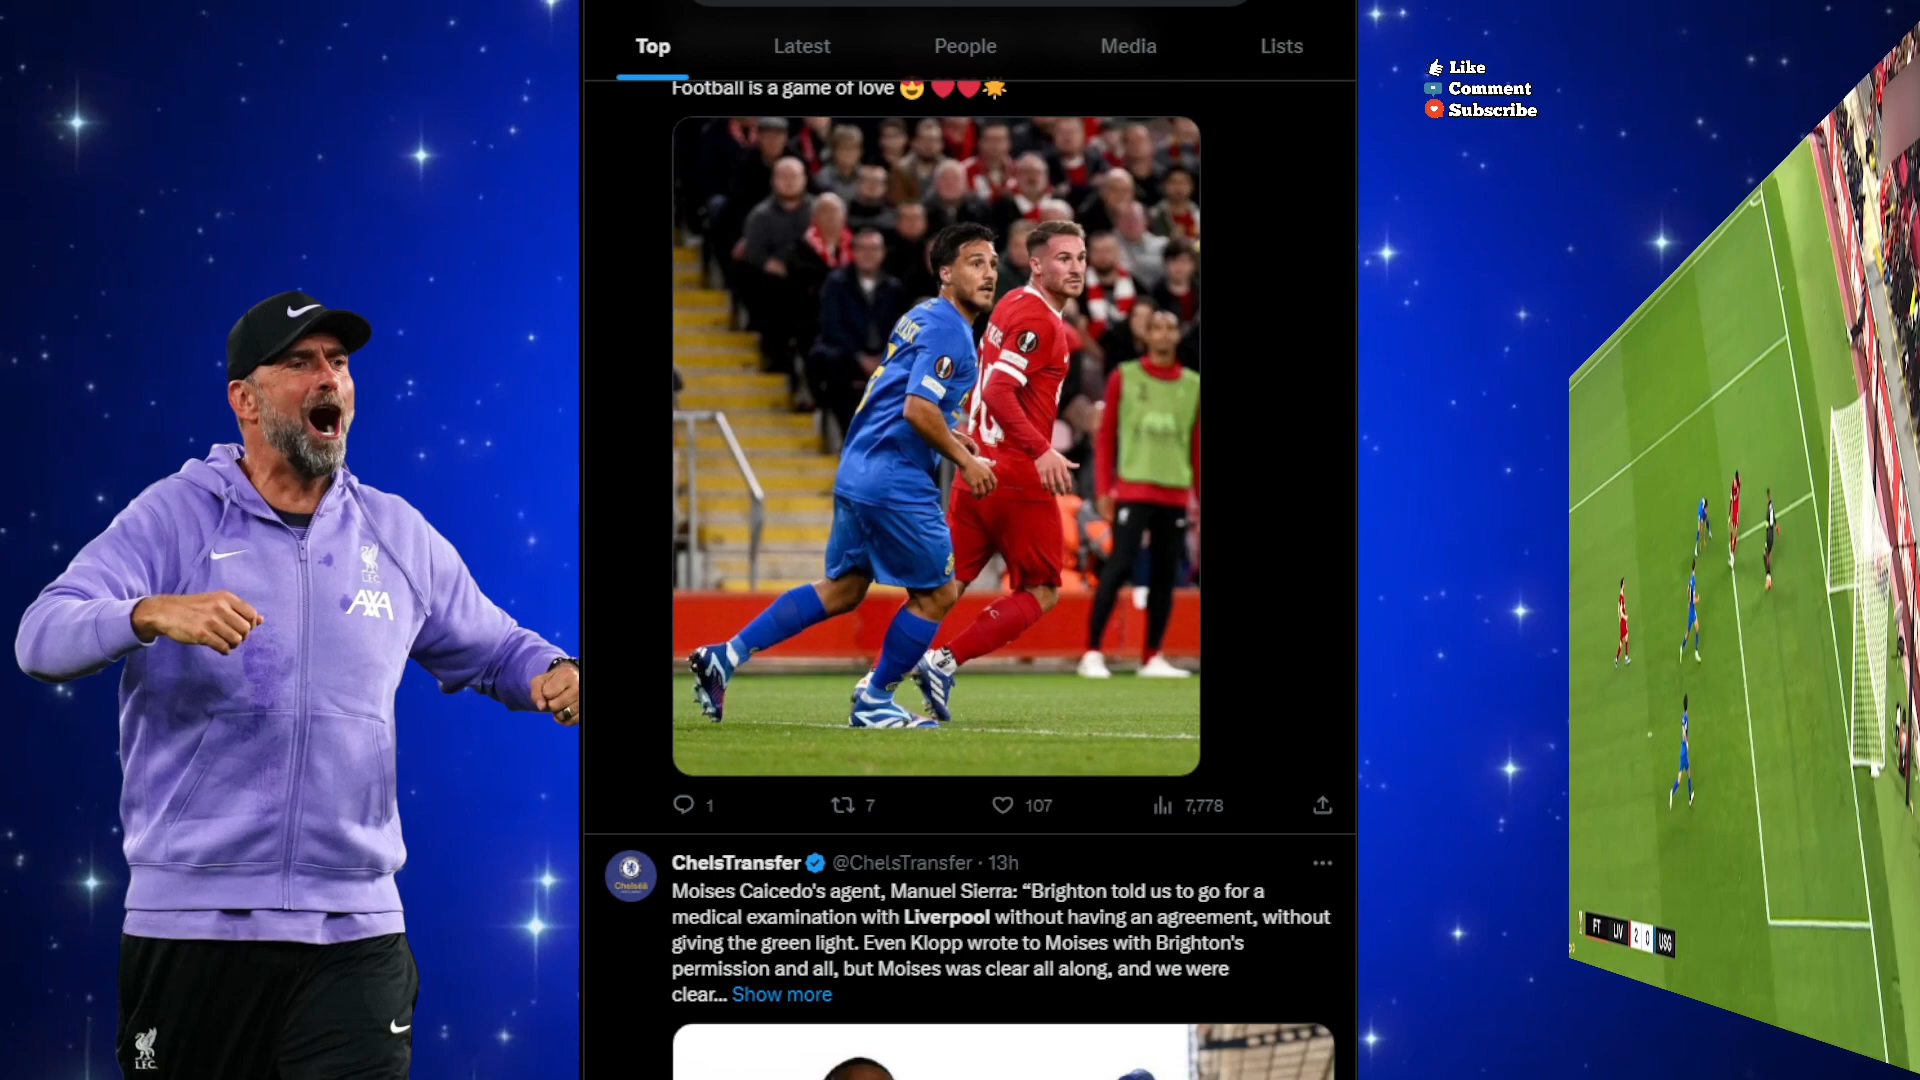 Top
Latest
People
Media
Lists
Like
Comment
Subscribe
Football is a game of love 😍 ❤️❤️🌟
1
7
107
7,778
ChelsTransfer @ChelsTransfer · 13h
Moises Caicedo's agent, Manuel Sierra: “Brighton told us to go for a
medical examination with Liverpool without having an agreement, without
giving the green light. Even Klopp wrote to Moises with Brighton's
permission and all, but Moises was clear all along, and we were
clear... Show more
L.F.C.
AXA
L.F.C.
FT LIV 2 0 USG